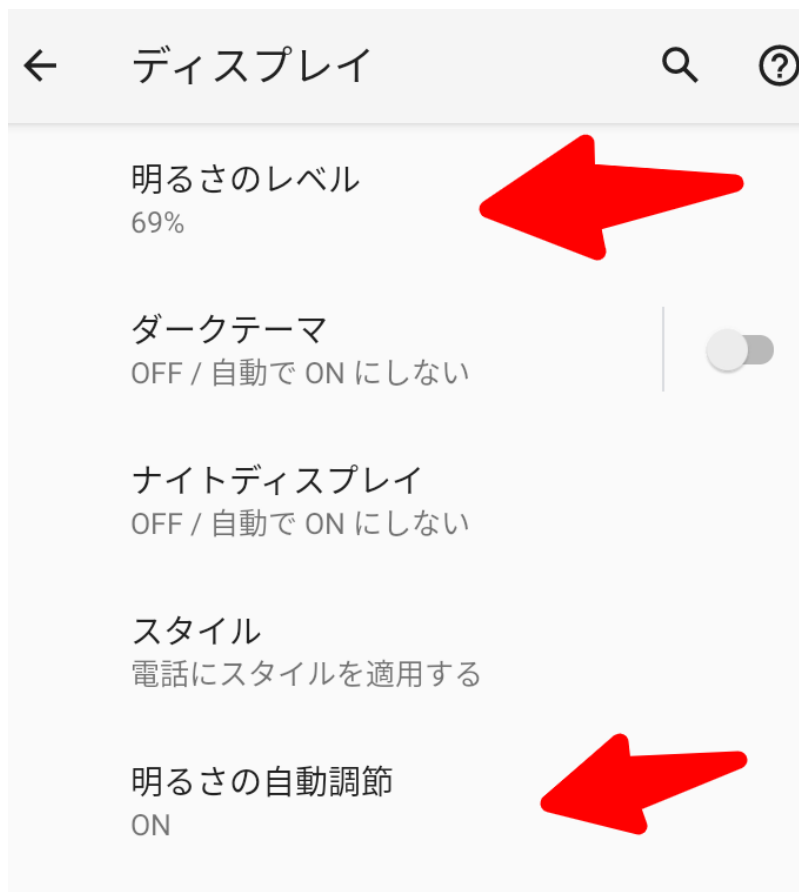 ディスプレイ
明るさのレベル
69%
ダークテーマ
OFF / 自動で ON にしない
ナイトディスプレイ
OFF / 自動で ON にしない
スタイル
電話にスタイルを適用する
明るさの自動調節
ON